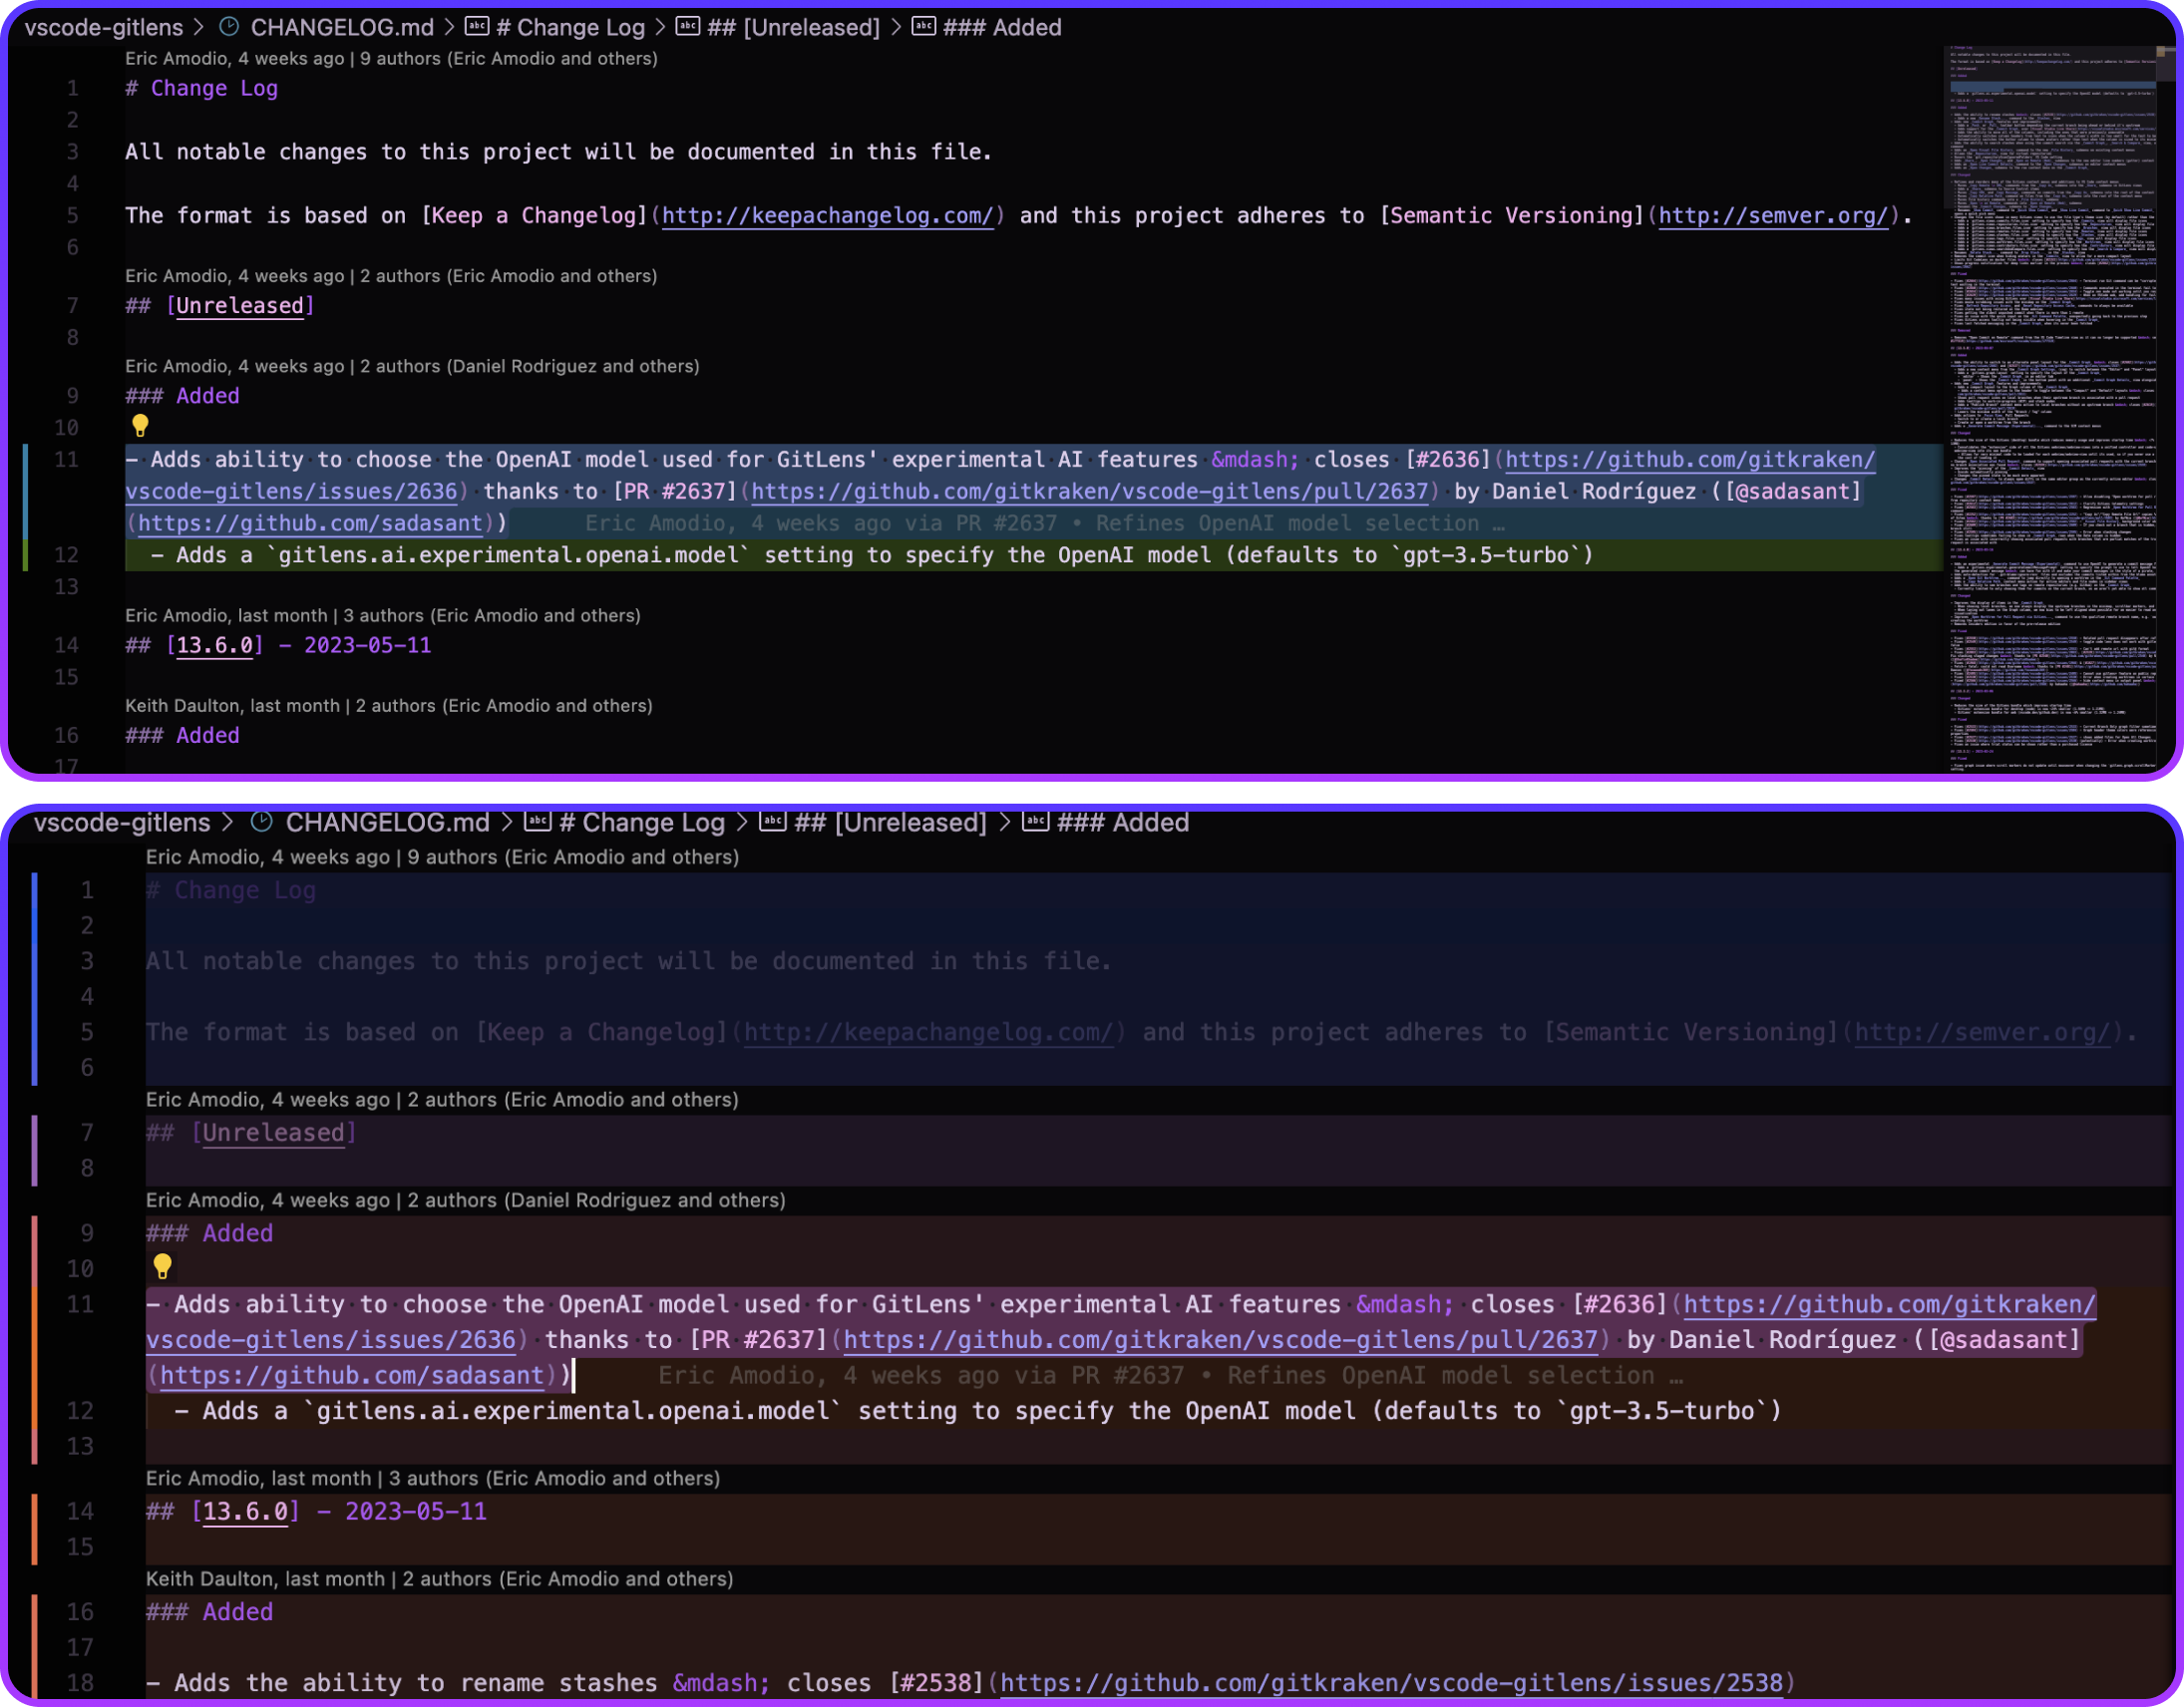 vscode-gitlens > CHANGELOG.md > # Change Log > ## [Unreleased] > ### Added
Eric Amodio, 4 weeks ago | 9 authors (Eric Amodio and others)
1 # Change Log
2
3 All notable changes to this project will be documented in this file.
4
5 The format is based on [Keep a Changelog](http://keepachangelog.com/) and this project adheres to [Semantic Versioning](http://semver.org/).
6
Eric Amodio, 4 weeks ago | 2 authors (Eric Amodio and others)
7 ## [Unreleased]
8
Eric Amodio, 4 weeks ago | 2 authors (Daniel Rodriguez and others)
9 ### Added
10
11 - Adds ability to choose the OpenAI model used for GitLens' experimental AI features &mdash; closes [#2636](https://github.com/gitkraken/
vscode-gitlens/issues/2636) thanks to [PR #2637](https://github.com/gitkraken/vscode-gitlens/pull/2637) by Daniel Rodríguez ([@sadasant]
(https://github.com/sadasant)) Eric Amodio, 4 weeks ago via PR #2637 • Refines OpenAI model selection …
12 - Adds a `gitlens.ai.experimental.openai.model` setting to specify the OpenAI model (defaults to `gpt-3.5-turbo`)
13
Eric Amodio, last month | 3 authors (Eric Amodio and others)
14 ## [13.6.0] - 2023-05-11
15
Keith Daulton, last month | 2 authors (Eric Amodio and others)
16 ### Added
17
vscode-gitlens > CHANGELOG.md > # Change Log > ## [Unreleased] > ### Added
Eric Amodio, 4 weeks ago | 9 authors (Eric Amodio and others)
1 # Change Log
2
3 All notable changes to this project will be documented in this file.
4
5 The format is based on [Keep a Changelog](http://keepachangelog.com/) and this project adheres to [Semantic Versioning](http://semver.org/).
6
Eric Amodio, 4 weeks ago | 2 authors (Eric Amodio and others)
7 ## [Unreleased]
8
Eric Amodio, 4 weeks ago | 2 authors (Daniel Rodriguez and others)
9 ### Added
10
11 - Adds ability to choose the OpenAI model used for GitLens' experimental AI features &mdash; closes [#2636](https://github.com/gitkraken/
vscode-gitlens/issues/2636) thanks to [PR #2637](https://github.com/gitkraken/vscode-gitlens/pull/2637) by Daniel Rodríguez ([@sadasant]
(https://github.com/sadasant)) Eric Amodio, 4 weeks ago via PR #2637 • Refines OpenAI model selection …
12 - Adds a `gitlens.ai.experimental.openai.model` setting to specify the OpenAI model (defaults to `gpt-3.5-turbo`)
13
Eric Amodio, last month | 3 authors (Eric Amodio and others)
14 ## [13.6.0] - 2023-05-11
15
Keith Daulton, last month | 2 authors (Eric Amodio and others)
16 ### Added
17
18 - Adds the ability to rename stashes &mdash; closes [#2538](https://github.com/gitkraken/vscode-gitlens/issues/2538)